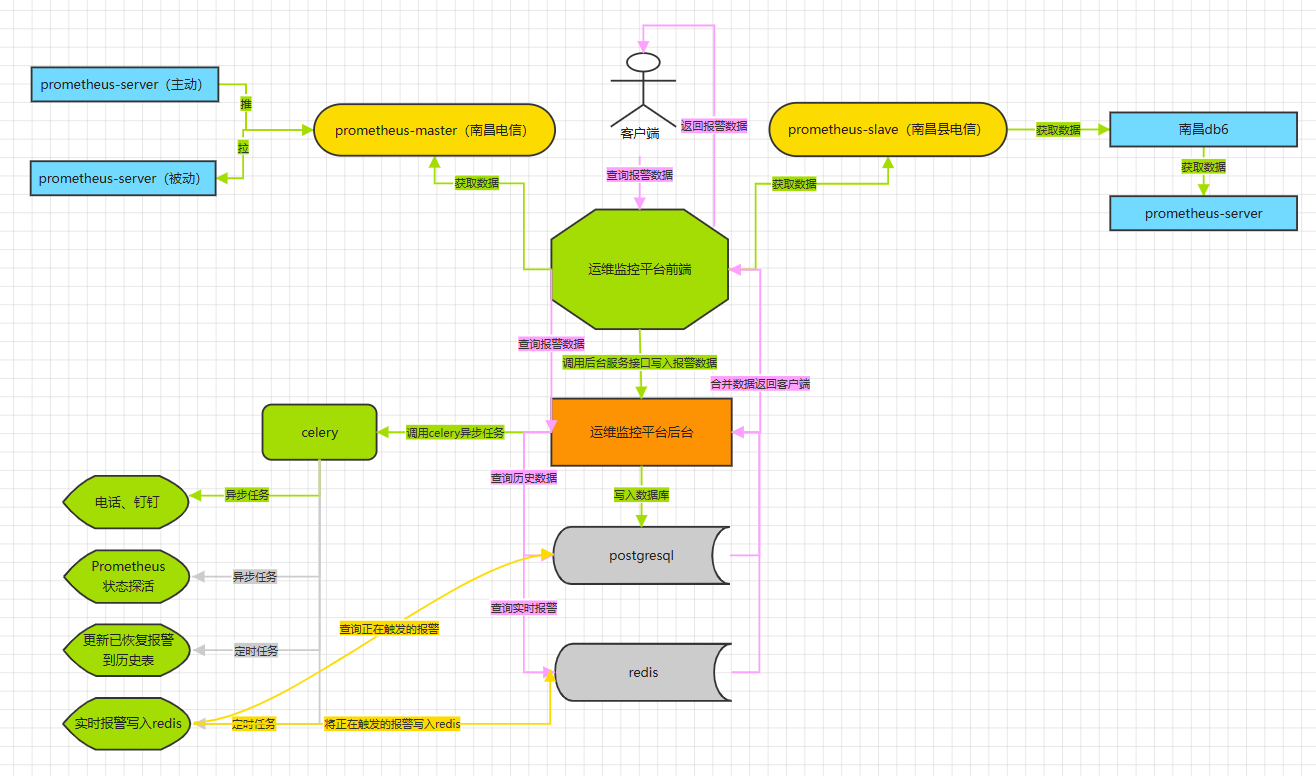 prometheus-server（主动）
推
拉
prometheus-server（被动）
prometheus-master（南昌电信）
获取数据
客户端
返回报警数据
查询报警数据
prometheus-slave（南昌县电信）
获取数据
获取数据
南昌db6
获取数据
prometheus-server
运维监控平台前端
查询报警数据
调用后台服务接口写入报警数据
合并数据返回客户端
celery
调用celery异步任务
运维监控平台后台
查询历史数据
写入数据库
电话、钉钉
异步任务
postgresql
Prometheus
状态探活
异步任务
查询实时报警
查询正在触发的报警
更新已恢复报警
到历史表
定时任务
redis
实时报警写入redis
定时任务
将正在触发的报警写入redis